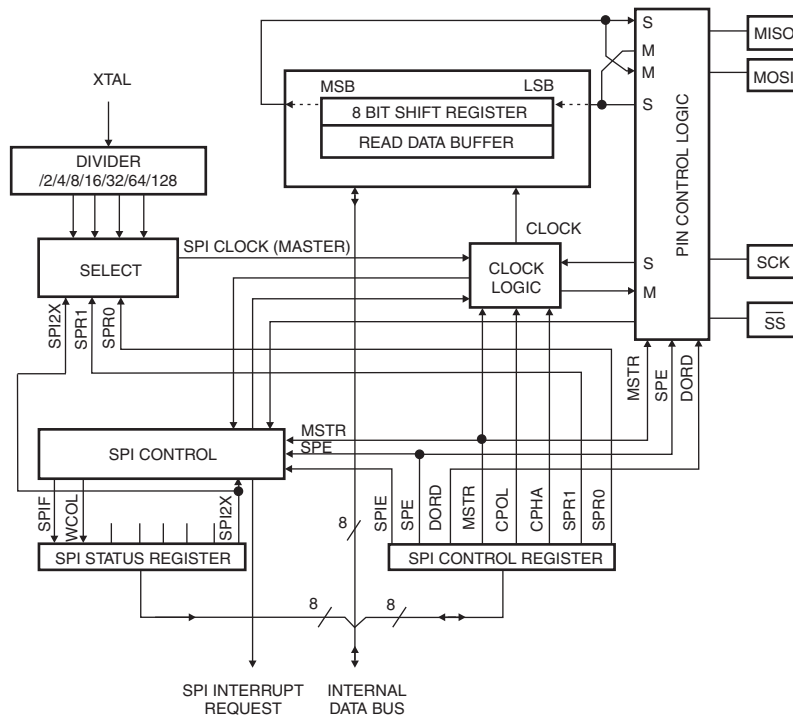 S
MISO
M
M
MOSI
XTAL
MSB
LSB
S
8 BIT SHIFT REGISTER
READ DATA BUFFER
DIVIDER
/2/4/8/16/32/64/128
PIN CONTROL LOGIC
CLOCK
SPI CLOCK (MASTER)
SELECT
CLOCK
LOGIC
S
M
SCK
SS
SPI2X
SPR1
SPR0
MSTR
SPE
DORD
MSTR
SPE
SPI CONTROL
SPIF
WCOL
SPI2X
8
SPIE
SPE
DORD
MSTR
CPOL
CPHA
SPR1
SPR0
SPI STATUS REGISTER
SPI CONTROL REGISTER
8
8
SPI INTERRUPT
REQUEST
INTERNAL
DATA BUS